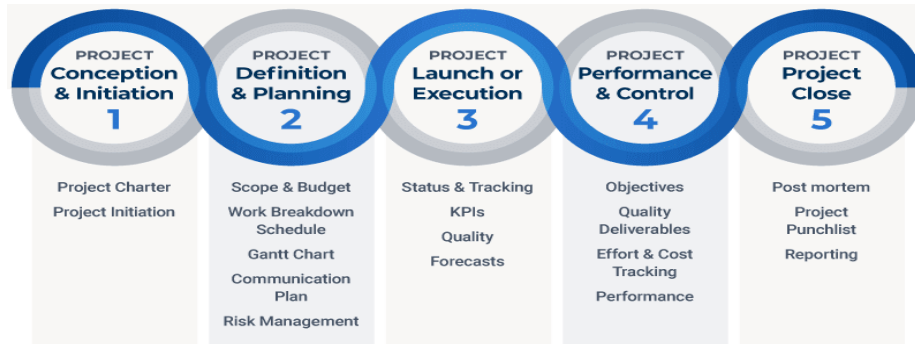 PROJECT
Conception
& Initiation
1
Project Charter
Project Initiation
PROJECT
Definition
& Planning
2
Scope & Budget
Work Breakdown
Schedule
Gantt Chart
Communication
Plan
Risk Management
PROJECT
Launch or
Execution
3
Status & Tracking
KPIs
Quality
Forecasts
PROJECT
Performance
& Control
4
Objectives
Quality
Deliverables
Effort & Cost
Tracking
Performance
PROJECT
Project
Close
5
Post mortem
Project
Punchlist
Reporting